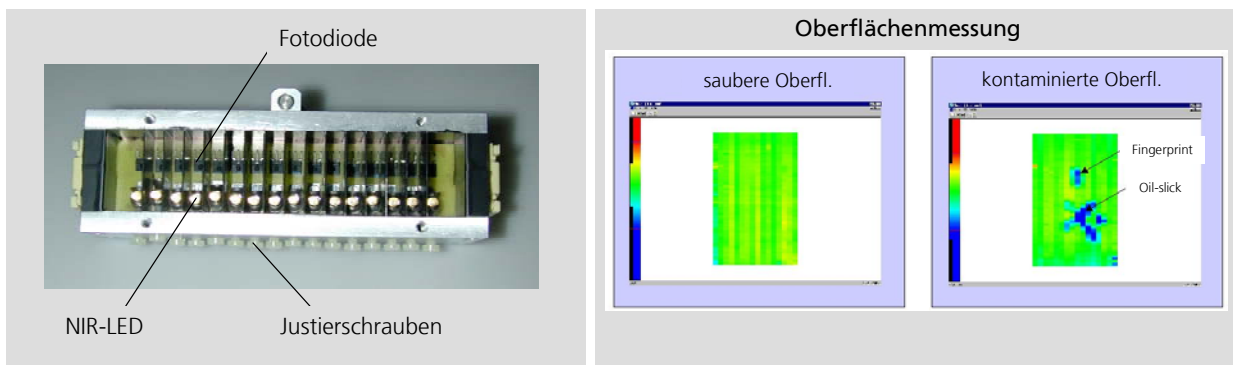 Fotodiode
NIR-LED
Justierschrauben
Oberflächenmessung
saubere Oberfl.
kontaminierte Oberfl.
Fingerprint
Oil-slick